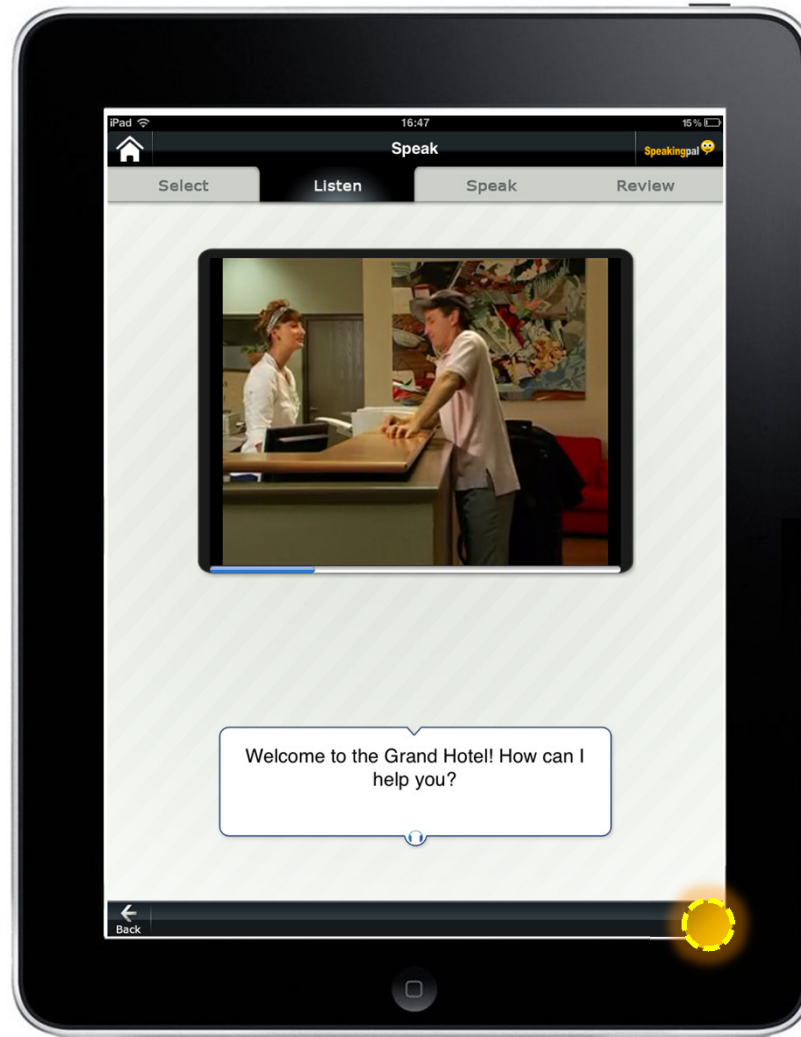 iPad 16:47 15%
Speak Speakingpal
Select Listen Speak Review
Welcome to the Grand Hotel! How can I
help you?
Back